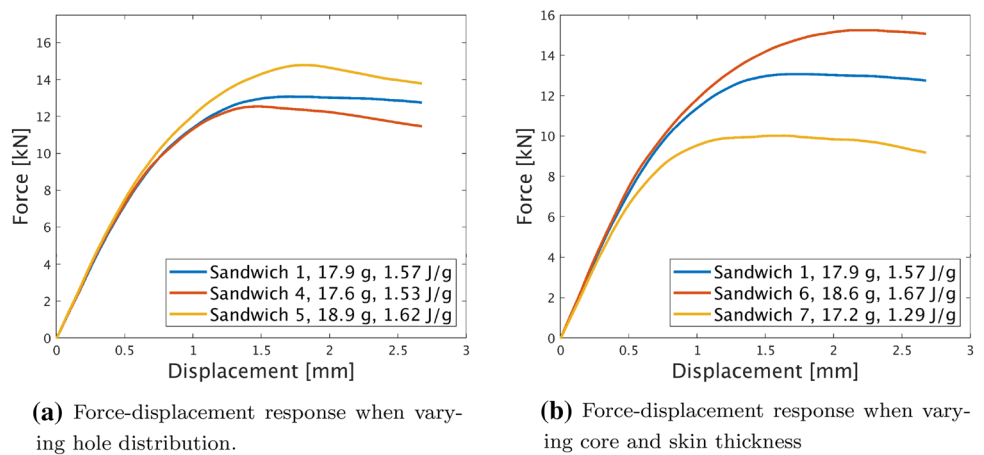 16
14
12
10
8
6
4
2
0
Force [kN]
Sandwich 1, 17.9 g, 1.57 J/g
Sandwich 4, 17.6 g, 1.53 J/g
Sandwich 5, 18.9 g, 1.62 J/g
0 0.5 1 1.5 2 2.5 3
Displacement [mm]
(a) Force-displacement response when vary-
ing hole distribution.
16
14
12
10
8
6
4
2
0
Force [kN]
Sandwich 1, 17.9 g, 1.57 J/g
Sandwich 6, 18.6 g, 1.67 J/g
Sandwich 7, 17.2 g, 1.29 J/g
0 0.5 1 1.5 2 2.5 3
Displacement [mm]
(b) Force-displacement response when vary-
ing core and skin thickness